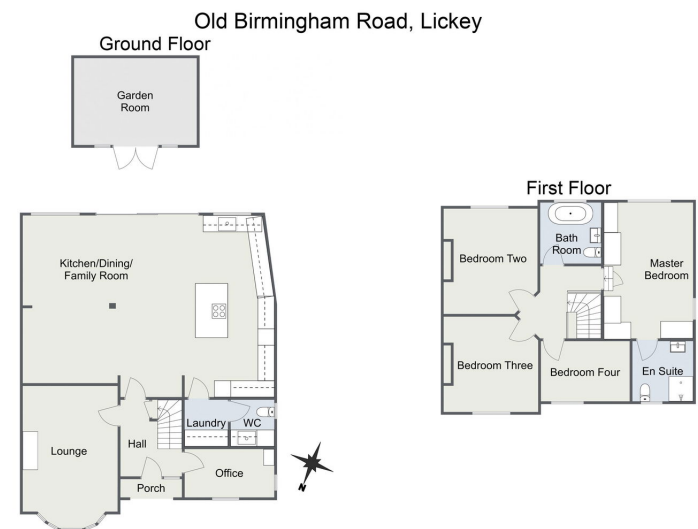 Old Birmingham Road, Lickey
Ground Floor
Garden
Room
First Floor
Kitchen/Dining/
Family Room
Bath
Room
Bedroom Two
Master
Bedroom
Bedroom Three
Bedroom Four
En Suite
Lounge
Hall
Laundry
WC
Office
Porch
N